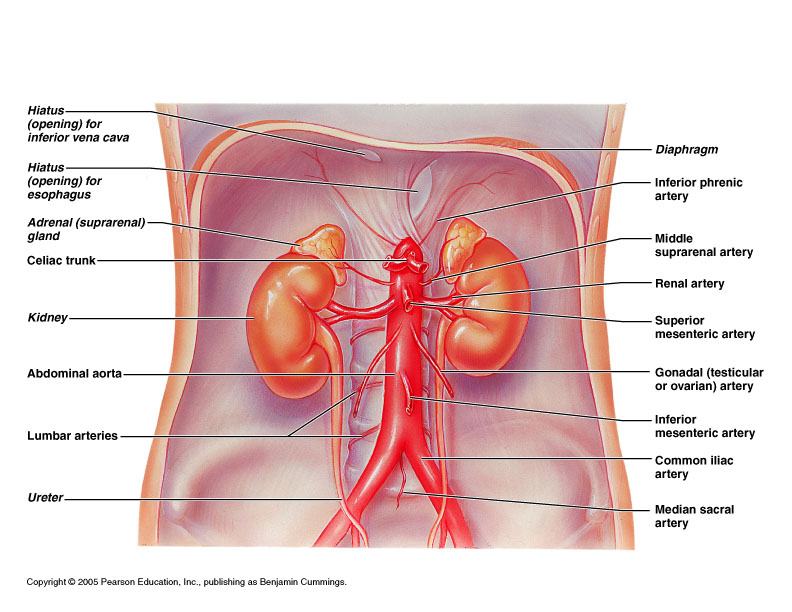 Hiatus
(opening) for
inferior vena cava
Hiatus
(opening) for
esophagus
Adrenal (suprarenal)
gland
Celiac trunk
Kidney
Abdominal aorta
Lumbar arteries
Ureter
Diaphragm
Inferior phrenic
artery
Middle
suprarenal artery
Renal artery
Superior
mesenteric artery
Gonadal (testicular
or ovarian) artery
Inferior
mesenteric artery
Common iliac
artery
Median sacral
artery
Copyright © 2005 Pearson Education, Inc., publishing as Benjamin Cummings.